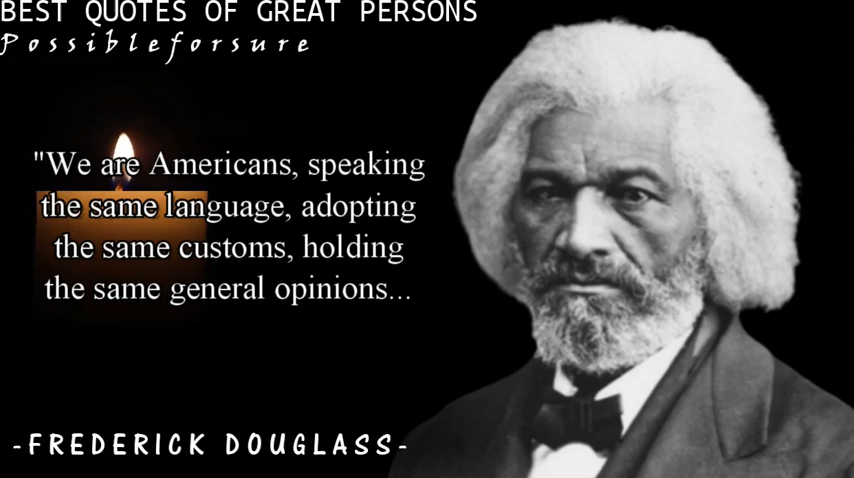 BEST QUOTES OF GREAT PERSONS
Possibleforsure
"We are Americans, speaking
the same language, adopting
the same customs, holding
the same general opinions...
-FREDERICK DOUGLASS-